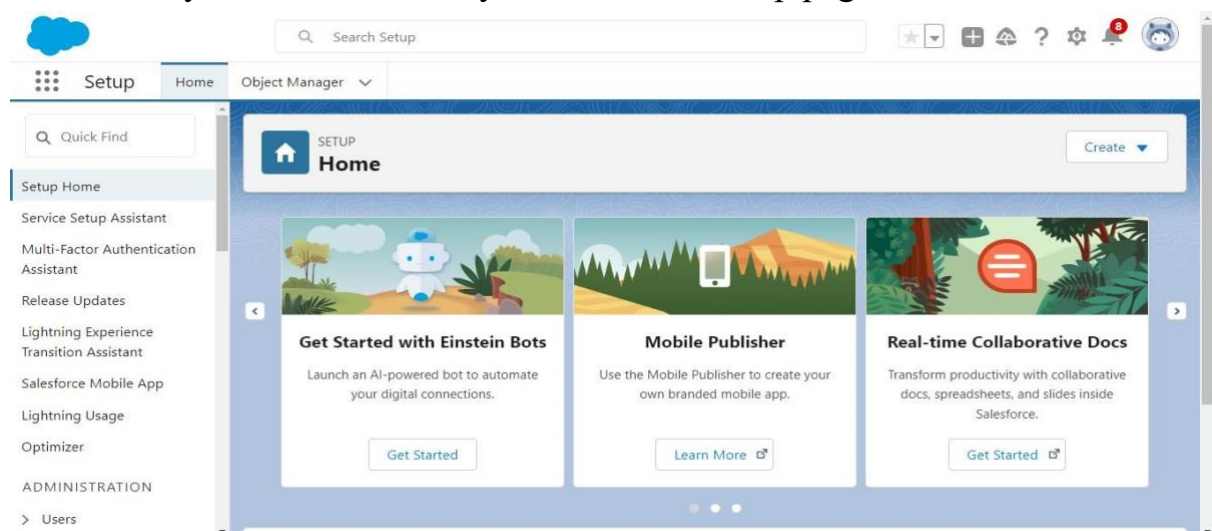 Search Setup
8
Setup
Home
Object Manager
Quick Find
Setup Home
Service Setup Assistant
Multi-Factor Authentication
Assistant
Release Updates
Lightning Experience
Transition Assistant
Salesforce Mobile App
Lightning Usage
Optimizer
ADMINISTRATION
Users
SETUP
Home
Create
Get Started with Einstein Bots
Launch an AI-powered bot to automate
your digital connections.
Get Started
Mobile Publisher
Use the Mobile Publisher to create your
own branded mobile app.
Learn More
Real-time Collaborative Docs
Transform productivity with collaborative
docs, spreadsheets, and slides inside
Salesforce.
Get Started